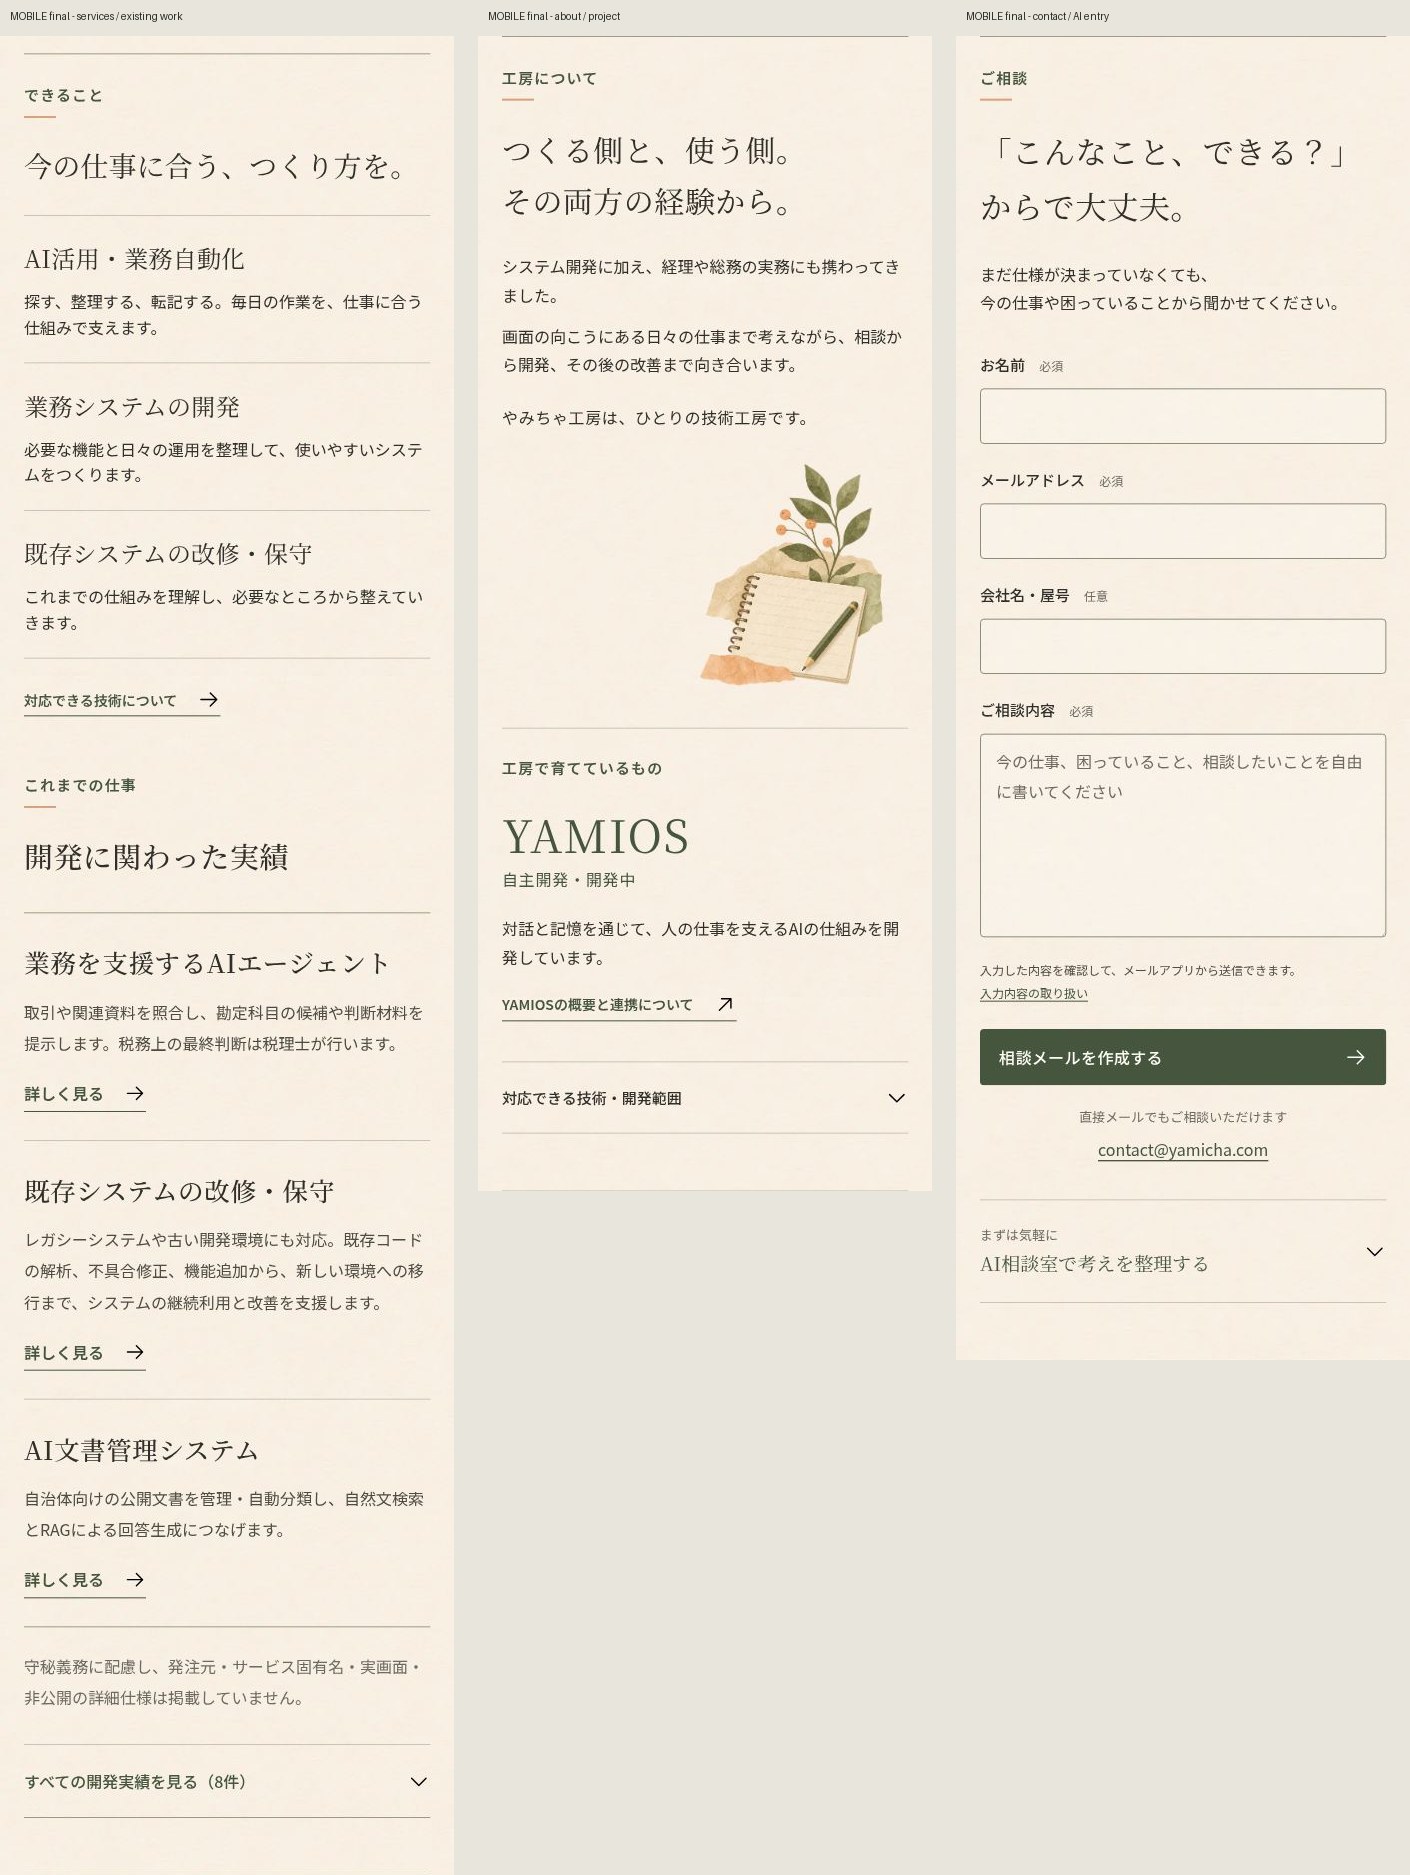 MOBILE final - services / existing work
できること
今の仕事に合う、つくり方を。
AI活用・業務自動化
探す、整理する、転記する。毎日の作業を、仕事に合う
仕組みで支えます。
業務システムの開発
必要な機能と日々の運用を整理して、使いやすいシステ
ムをつくります。
既存システムの改修・保守
これまでの仕組みを理解し、必要なところから整えてい
きます。
対応できる技術について →
これまでの仕事
開発に関わった実績
業務を支援するAIエージェント
取引や関連資料を照合し、勘定科目の候補や判断材料を
提示します。税務上の最終判断は税理士が行います。
詳しく見る →
既存システムの改修・保守
レガシーシステムや古い開発環境にも対応。既存コード
の解析、不具合修正、機能追加から、新しい環境への移
行まで、システムの継続利用と改善を支援します。
詳しく見る →
AI文書管理システム
自治体向けの公開文書を管理・自動分類し、自然文検索
とRAGによる回答生成につなげます。
詳しく見る →
守秘義務に配慮し、発注元・サービス固有名・実画面・
非公開の詳細仕様は掲載していません。
すべての開発実績を見る（8件）
MOBILE final - about / project
工房について
つくる側と、使う側。
その両方の経験から。
システム開発に加え、経理や総務の実務にも携わってき
ました。
画面の向こうにある日々の仕事まで考えながら、相談か
ら開発、その後の改善まで向き合います。
やみちゃ工房は、ひとりの技術工房です。
工房で育てているもの
YAMIOS
自主開発・開発中
対話と記憶を通じて、人の仕事を支えるAIの仕組みを開
発しています。
YAMIOSの概要と連携について ↗
対応できる技術・開発範囲
MOBILE final - contact / AI entry
ご相談
「こんなこと、できる？」
からで大丈夫。
まだ仕様が決まっていなくても、
今の仕事や困っていることから聞かせてください。
お名前 必須
メールアドレス 必須
会社名・屋号 任意
ご相談内容 必須
今の仕事、困っていること、相談したいことを自由
に書いてください
入力した内容を確認して、メールアプリから送信できます。
入力内容の取り扱い
相談メールを作成する →
直接メールでもご相談いただけます
contact@yamicha.com
まずは気軽に
AI相談室で考えを整理する